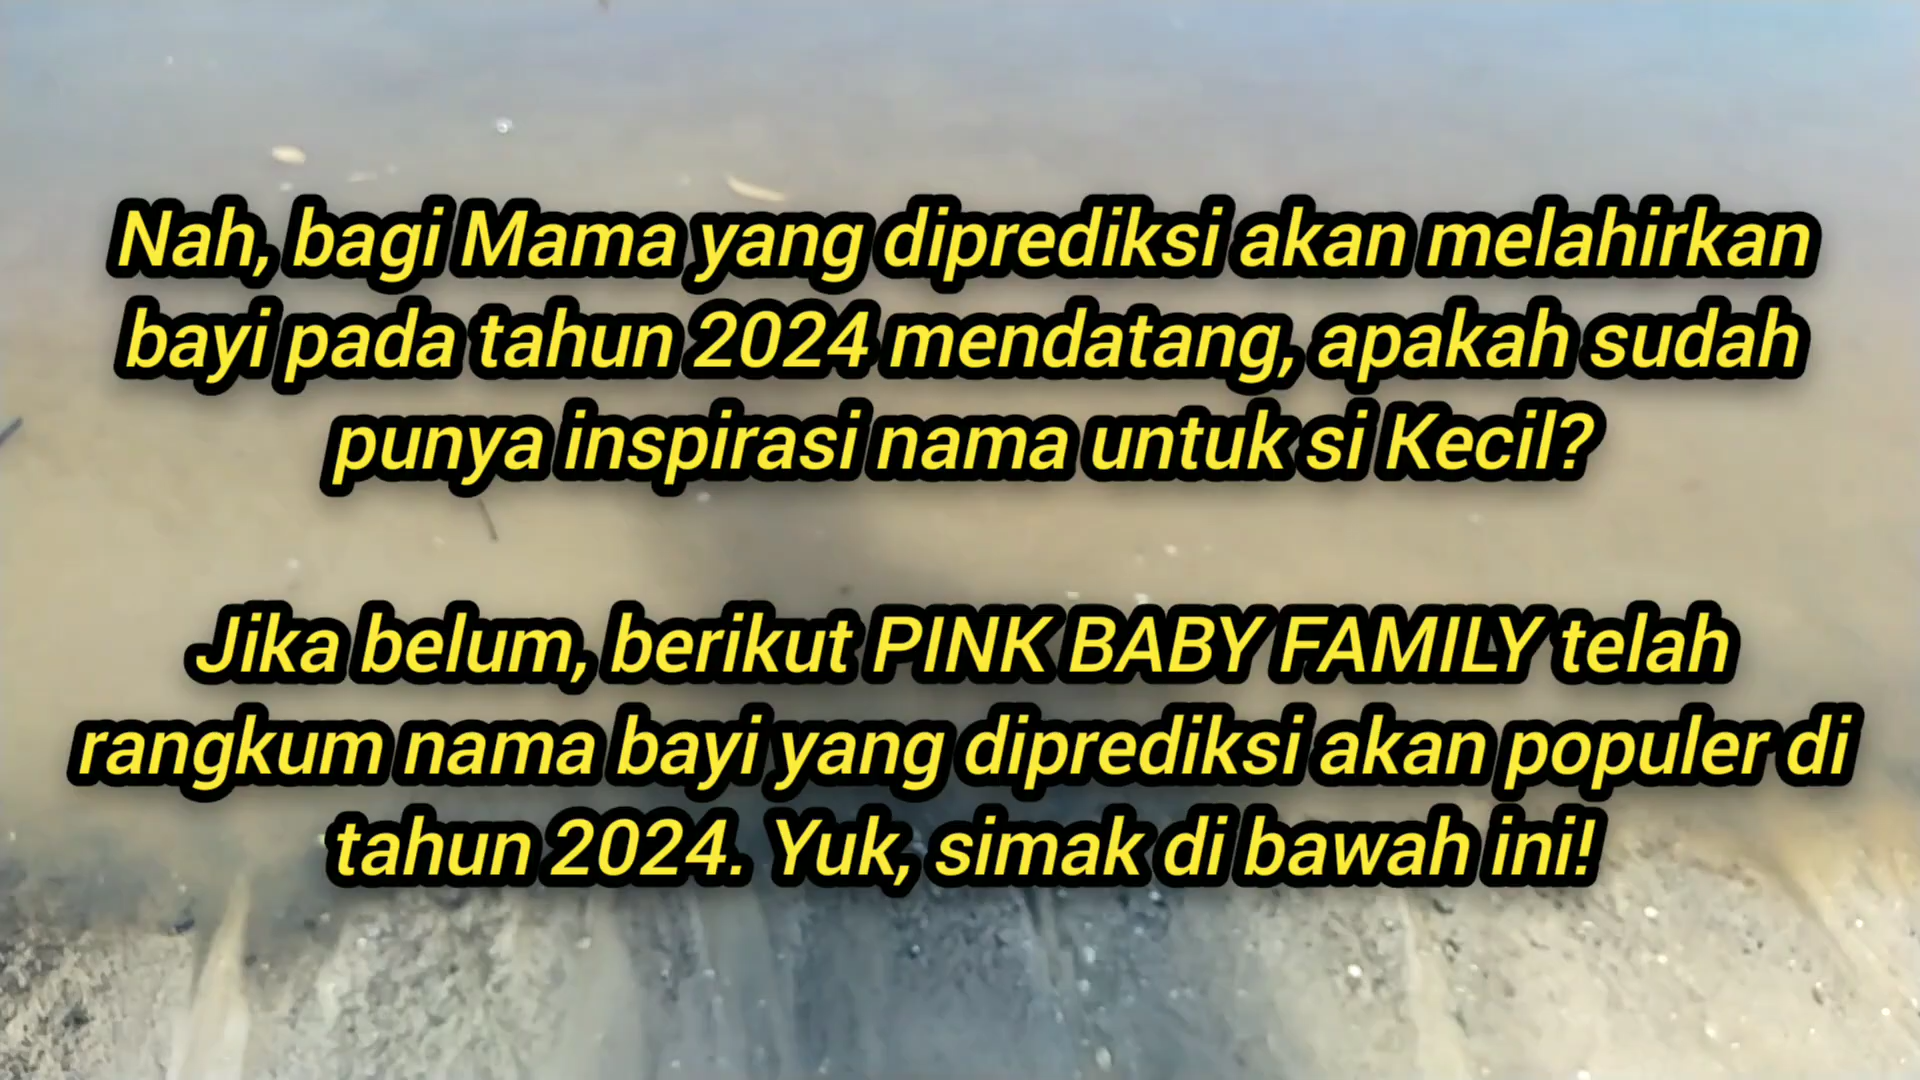 Nah, bagi Mama yang diprediksi akan melahirkan
bayi pada tahun 2024 mendatang, apakah sudah
punya inspirasi nama untuk si Kecil?
Jika belum, berikut PINK BABY FAMILY telah
rangkum nama bayi yang diprediksi akan populer di
tahun 2024. Yuk, simak di bawah ini!